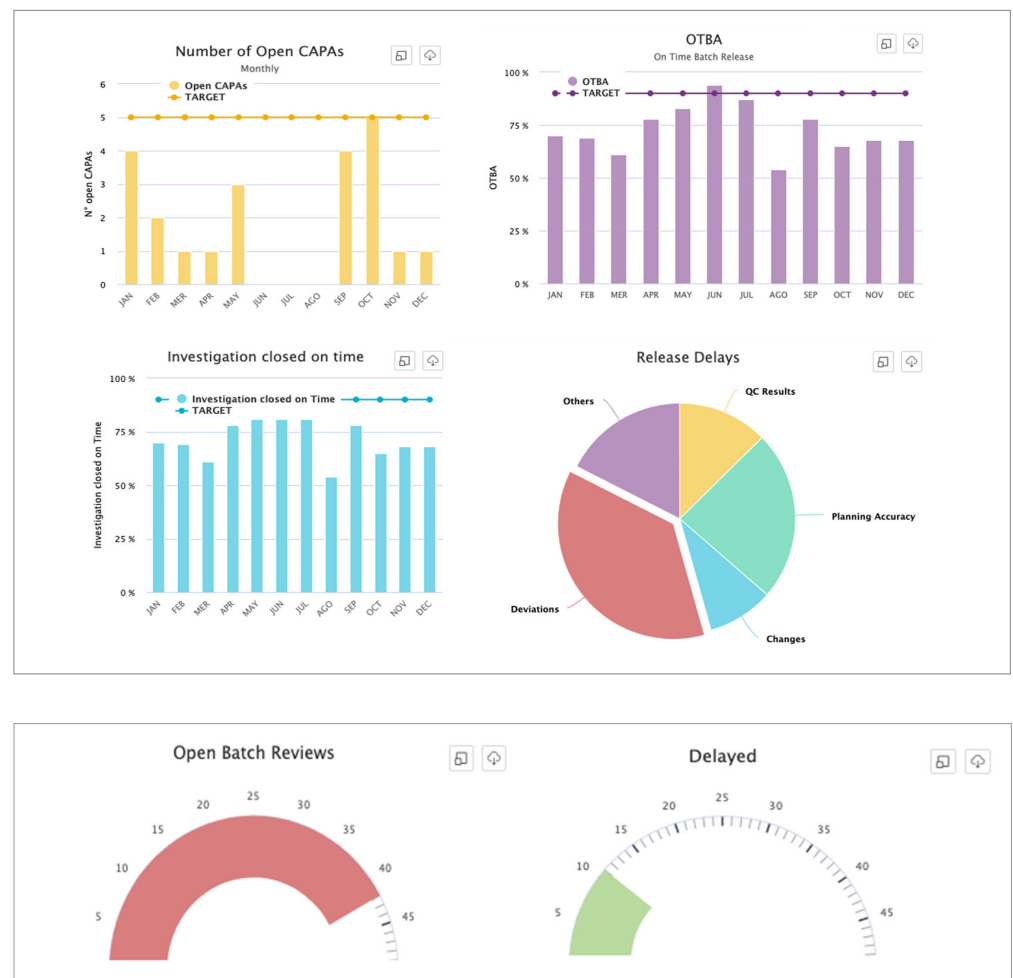 Number of Open CAPAs
Monthly
Open CAPAs
TARGET
N° open CAPAs
6
5
4
3
2
1
0
JAN FEB MER APR MAY JUN JUL AGO SEP OCT NOV DEC
OTBA
On Time Batch Release
OTBA
TARGET
OTBA
100 %
75 %
50 %
25 %
0 %
JAN FEB MER APR MAY JUN JUL AGO SEP OCT NOV DEC
Investigation closed on time
Investigation closed on Time
TARGET
Investigation closed on Time
100 %
75 %
50 %
25 %
0 %
JAN FEB MER APR MAY JUN JUL AGO SEP OCT NOV DEC
Release Delays
QC Results
Others
Planning Accuracy
Deviations
Changes
Open Batch Reviews
5 10 15 20 25 30 35 40 45
Delayed
5 10 15 20 25 30 35 40 45